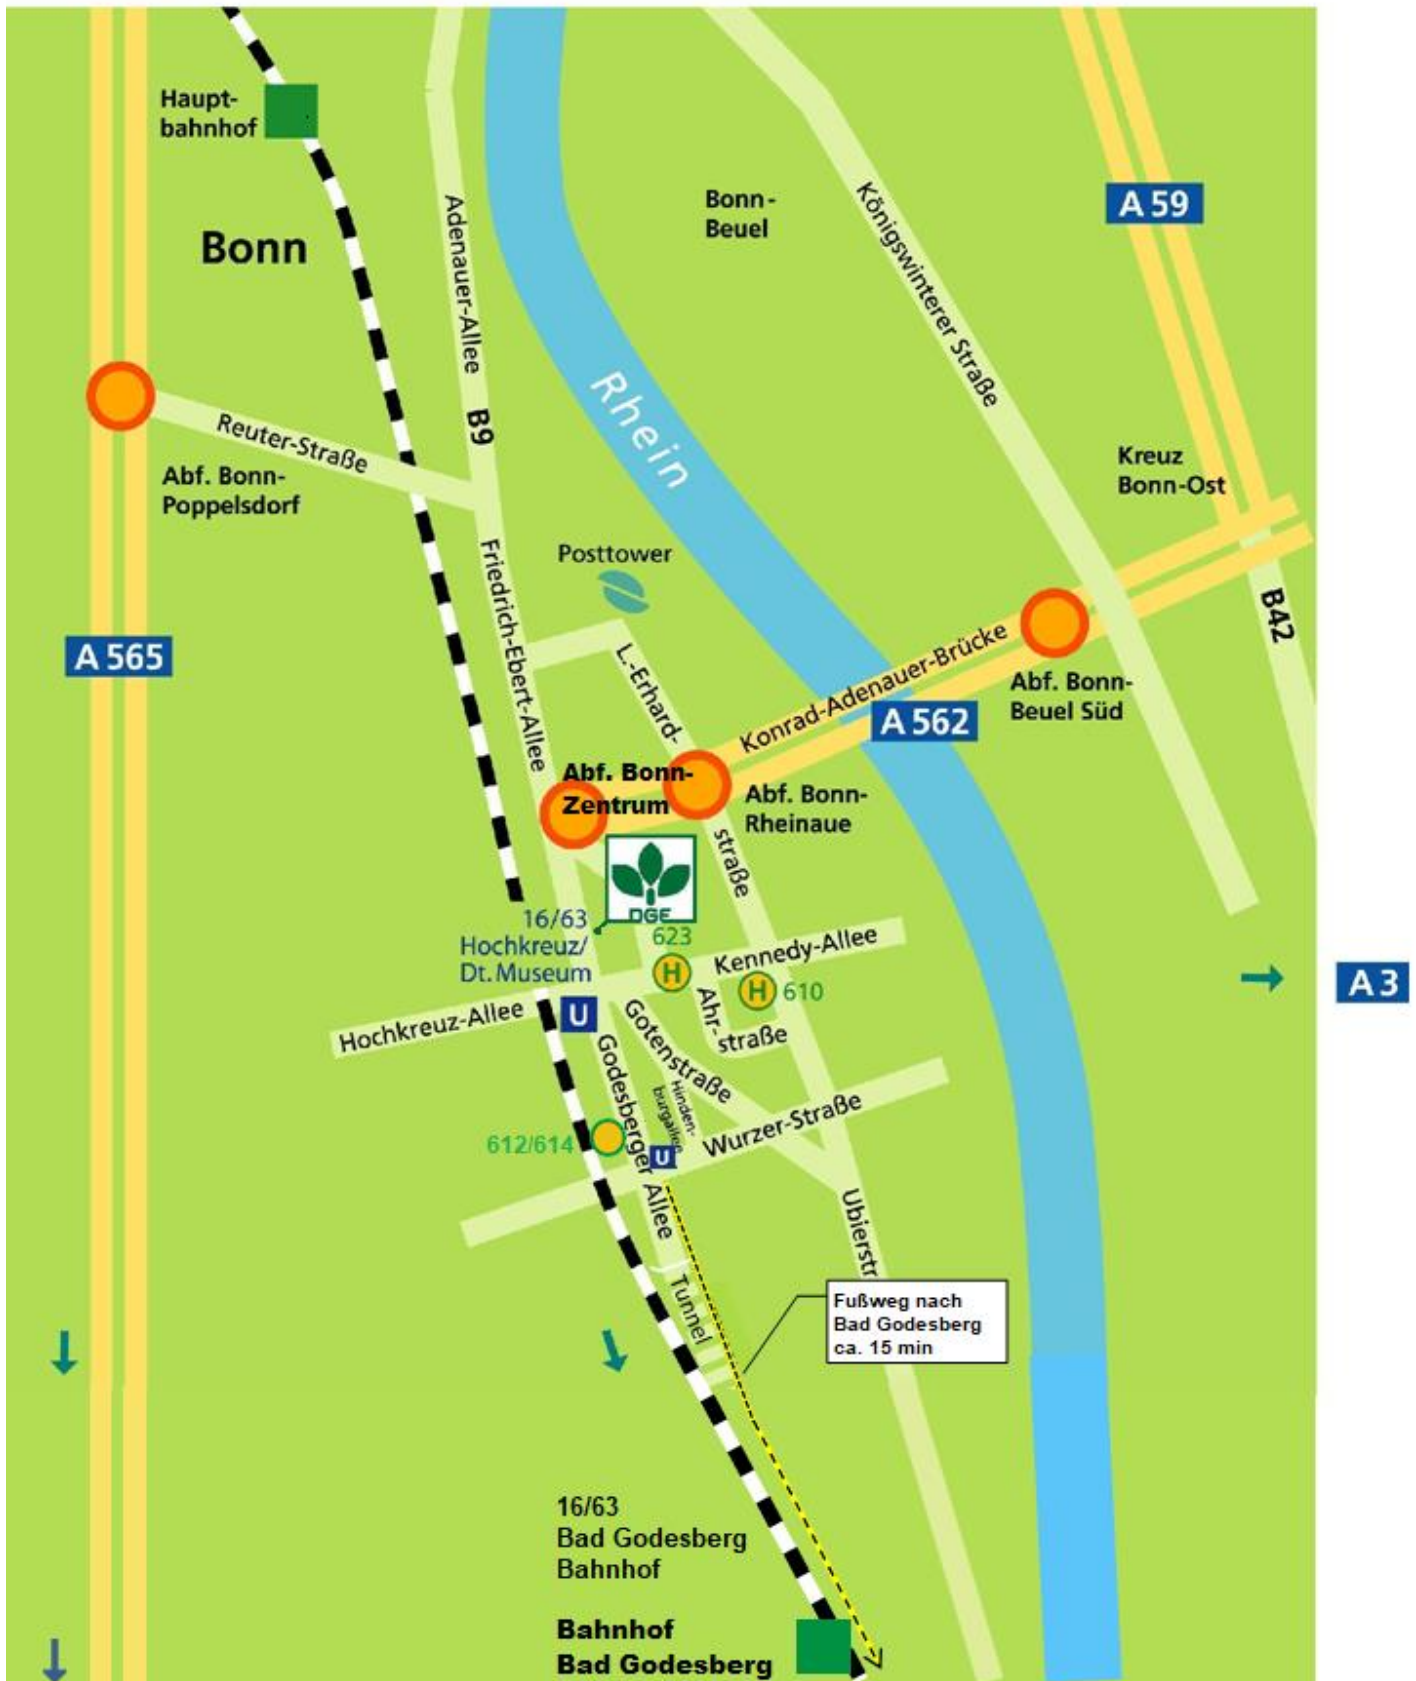 Haupt-
bahnhof
Bonn
Adenauer-Allee
B9
Bonn-
Beuel
Königswinterer Straße
A 59
Rhein
Reuter-Straße
Abf. Bonn-
Poppelsdorf
Kreuz
Bonn-Ost
Friedrich-Ebert-Allee
Posttower
B42
A 565
L.-Erhard-
straße
Konrad-Adenauer-Brücke
Abf. Bonn-
Beuel Süd
A 562
Abf. Bonn-
Zentrum
Abf. Bonn-
Rheinaue
DGE
16/63
Hochkreuz/
Dt. Museum
623
H
Kennedy-Allee
H
610
A 3
Hochkreuz-Allee
U
Ahr-
straße
Gotenstraße
Godesberger Allee
Hinden-
burgallee
Wurzer-Straße
612/614
U
Ubierstr
Tunnel
Fußweg nach
Bad Godesberg
ca. 15 min
16/63
Bad Godesberg
Bahnhof
Bahnhof
Bad Godesberg